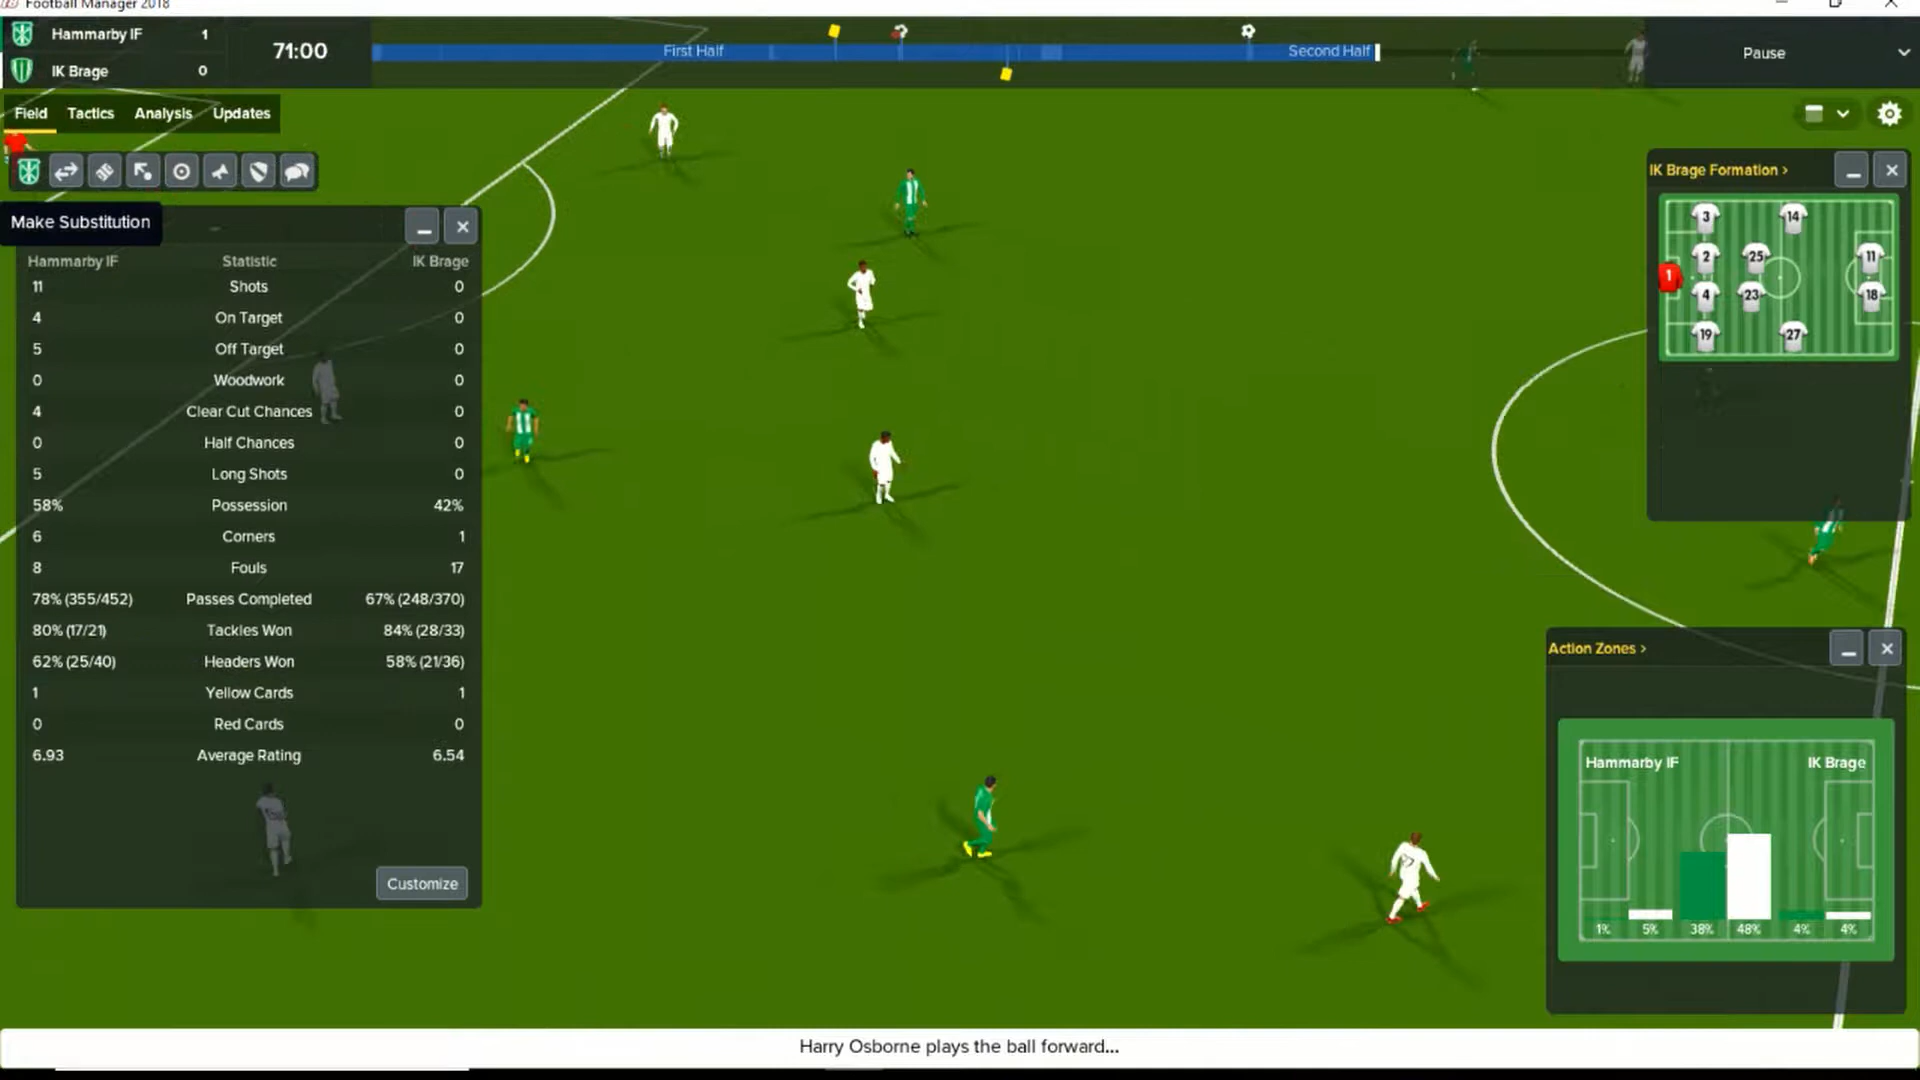 Football Manager 2018
Hammarby IF 1
IK Brage 0
71:00
First Half
Second Half
Pause
Field Tactics Analysis Updates
Make Substitution
Hammarby IF Statistic IK Brage
11 Shots 0
4 On Target 0
5 Off Target 0
0 Woodwork 0
4 Clear Cut Chances 0
0 Half Chances 0
5 Long Shots 0
58% Possession 42%
6 Corners 1
8 Fouls 17
78% (355/452) Passes Completed 67% (248/370)
80% (17/21) Tackles Won 84% (28/33)
62% (25/40) Headers Won 58% (21/36)
1 Yellow Cards 1
0 Red Cards 0
6.93 Average Rating 6.54
Customize
IK Brage Formation >
3 14
2 25 11
1
4 23 18
19 27
Action Zones >
Hammarby IF IK Brage
1% 5% 38% 48% 4% 4%
Harry Osborne plays the ball forward...